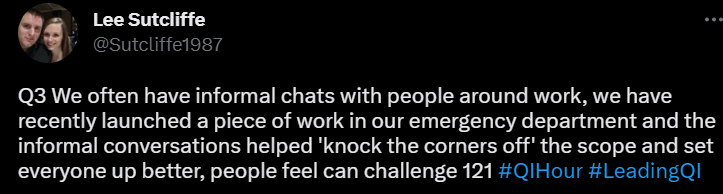 Lee Sutcliffe
@Sutcliffe1987
Q3 We often have informal chats with people around work, we have
recently launched a piece of work in our emergency department and the
informal conversations helped 'knock the corners off' the scope and set
everyone up better, people feel can challenge 121 #QIHour #LeadingQI